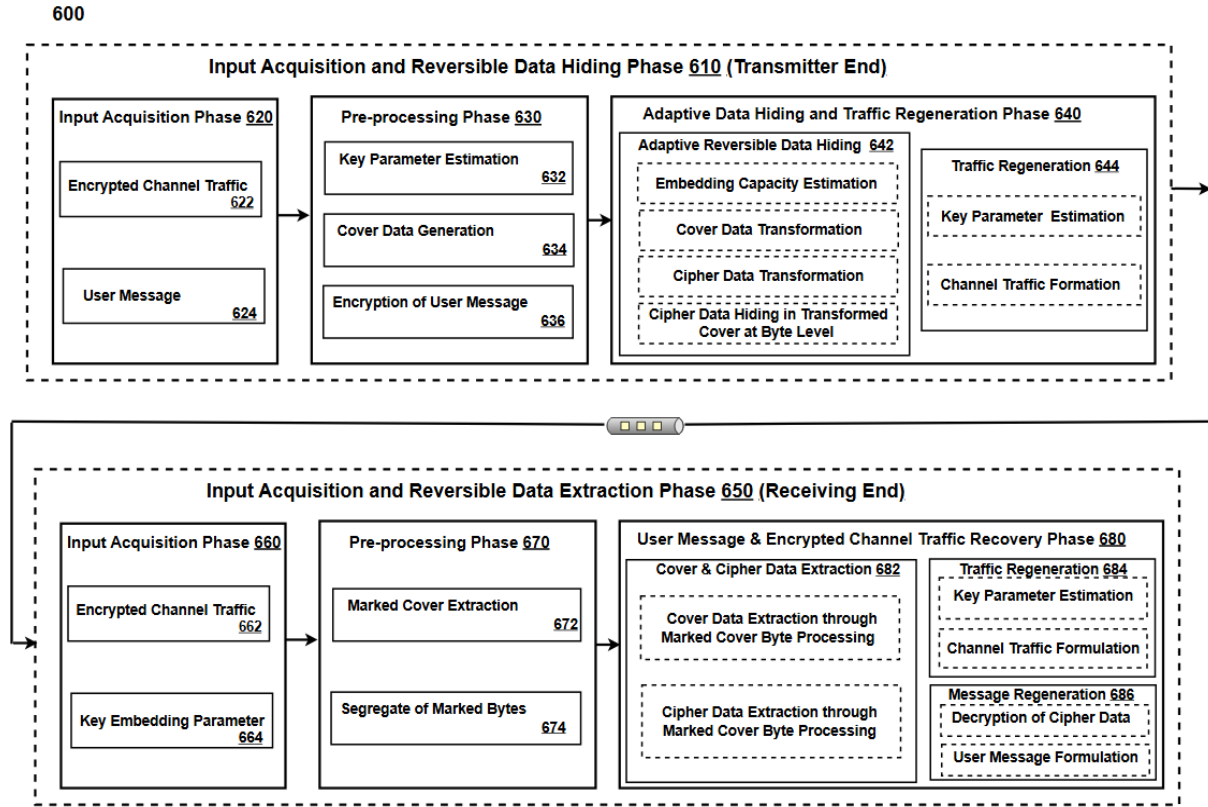 600
Input Acquisition and Reversible Data Hiding Phase 610 (Transmitter End)
Input Acquisition Phase 620
Encrypted Channel Traffic
622
User Message
624
Pre-processing Phase 630
Key Parameter Estimation
632
Cover Data Generation
634
Encryption of User Message
636
Adaptive Data Hiding and Traffic Regeneration Phase 640
Adaptive Reversible Data Hiding 642
Embedding Capacity Estimation
Cover Data Transformation
Cipher Data Transformation
Cipher Data Hiding in Transformed
Cover at Byte Level
Traffic Regeneration 644
Key Parameter Estimation
Channel Traffic Formation
Input Acquisition and Reversible Data Extraction Phase 650 (Receiving End)
Input Acquisition Phase 660
Encrypted Channel Traffic
662
Key Embedding Parameter
664
Pre-processing Phase 670
Marked Cover Extraction
672
Segregate of Marked Bytes
674
User Message & Encrypted Channel Traffic Recovery Phase 680
Cover & Cipher Data Extraction 682
Cover Data Extraction through
Marked Cover Byte Processing
Cipher Data Extraction through
Marked Cover Byte Processing
Traffic Regeneration 684
Key Parameter Estimation
Channel Traffic Formulation
Message Regeneration 686
Decryption of Cipher Data
User Message Formulation